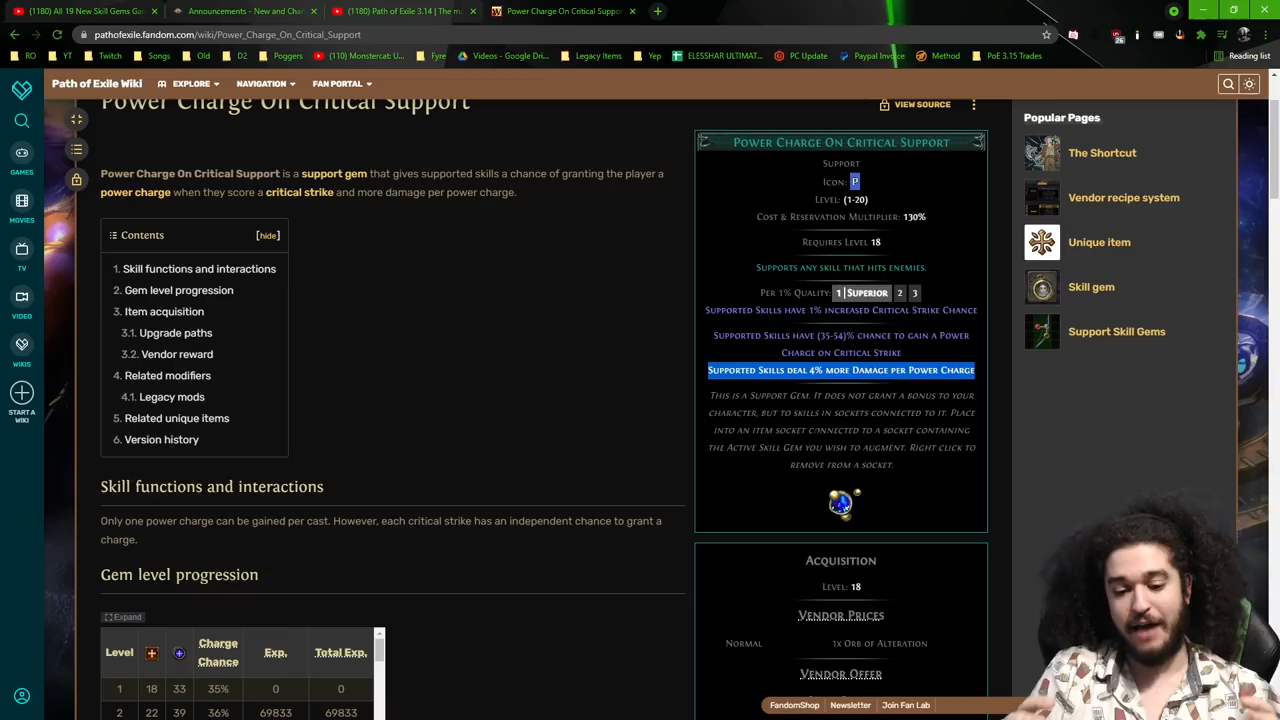 (1180) All 19 New Skill Gems Ga
Announcements - New and Char
(1180) Path of Exile 3.14 | The mo
Power Charge On Critical Suppor
pathofexile.fandom.com/wiki/Power_Charge_On_Critical_Support
RO
YT
Twitch
Songs
Old
D2
Poggers
(110) Monstercat: U...
Fyre
Videos - Google Dri...
Legacy Items
Yep
ELESSHAR ULTIMAT...
PC Update
Paypal Invoice
Method
PoE 3.15 Trades
Reading list
Path of Exile Wiki
EXPLORE
NAVIGATION
FAN PORTAL
GAMES
MOVIES
TV
VIDEO
WIKIS
START A
WIKI
Power Charge On Critical Support
VIEW SOURCE
Power Charge On Critical Support is a support gem that gives supported skills a chance of granting the player a
power charge when they score a critical strike and more damage per power charge.
Contents [hide]
1. Skill functions and interactions
2. Gem level progression
3. Item acquisition
3.1. Upgrade paths
3.2. Vendor reward
4. Related modifiers
4.1. Legacy mods
5. Related unique items
6. Version history
Skill functions and interactions
Only one power charge can be gained per cast. However, each critical strike has an independent chance to grant a
charge.
Gem level progression
Expand
Level Charge Chance Exp. Total Exp.
1 18 33 35% 0 0
2 22 39 36% 69833 69833
Power Charge On Critical Support
Support
Icon: P
Level: (1-20)
Cost & Reservation Multiplier: 130%
Requires Level 18
Supports any skill that hits enemies.
Per 1% Quality: 1 | Superior 2 3
Supported Skills have 1% increased Critical Strike Chance
Supported Skills have (35-54)% chance to gain a Power
Charge on Critical Strike
Supported Skills deal 4% more Damage per Power Charge
This is a Support Gem. It does not grant a bonus to your
character, but to skills in sockets connected to it. Place
into an item socket connected to a socket containing
the Active Skill Gem you wish to augment. Right click to
remove from a socket.
Acquisition
Level: 18
Vendor Prices
Normal 1x Orb of Alteration
Vendor Offer
Popular Pages
The Shortcut
Vendor recipe system
Unique item
Skill gem
Support Skill Gems
FandomShop
Newsletter
Join Fan Lab